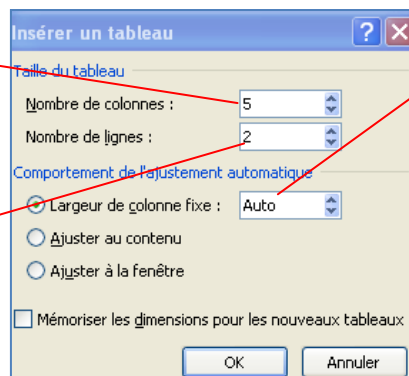 Insérer un tableau
Taille du tableau
Nombre de colonnes : 5
Nombre de lignes : 2
Comportement de l'ajustement automatique
Largeur de colonne fixe : Auto
Ajuster au contenu
Ajuster à la fenêtre
Mémoriser les dimensions pour les nouveaux tableaux
OK Annuler